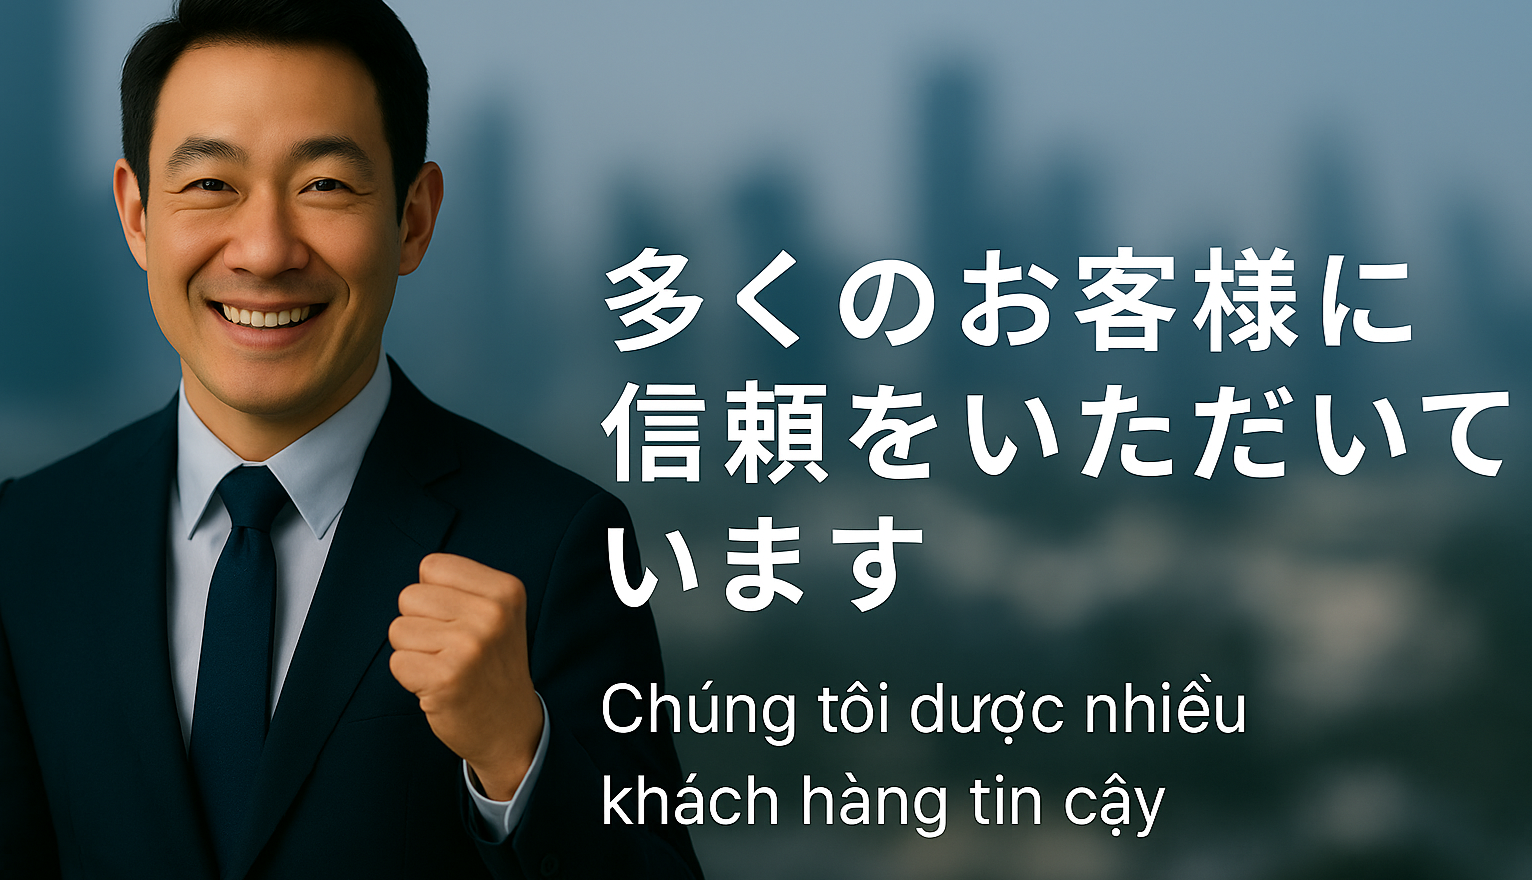 多くのお客様に
信頼をいただいて
います
Chúng tôi dược nhiều
khách hàng tin cậy